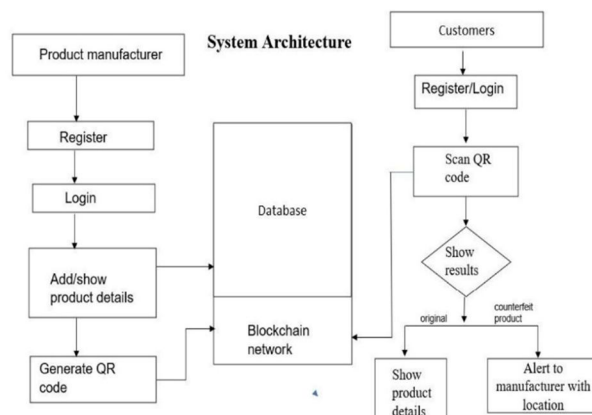 System Architecture
Product manufacturer
Register
Login
Add/show
product details
Generate QR
code
Database
Blockchain
network
Customers
Register/Login
Scan QR
code
Show
results
original
counterfeit
product
Show
product
details
Alert to
manufacturer with
location